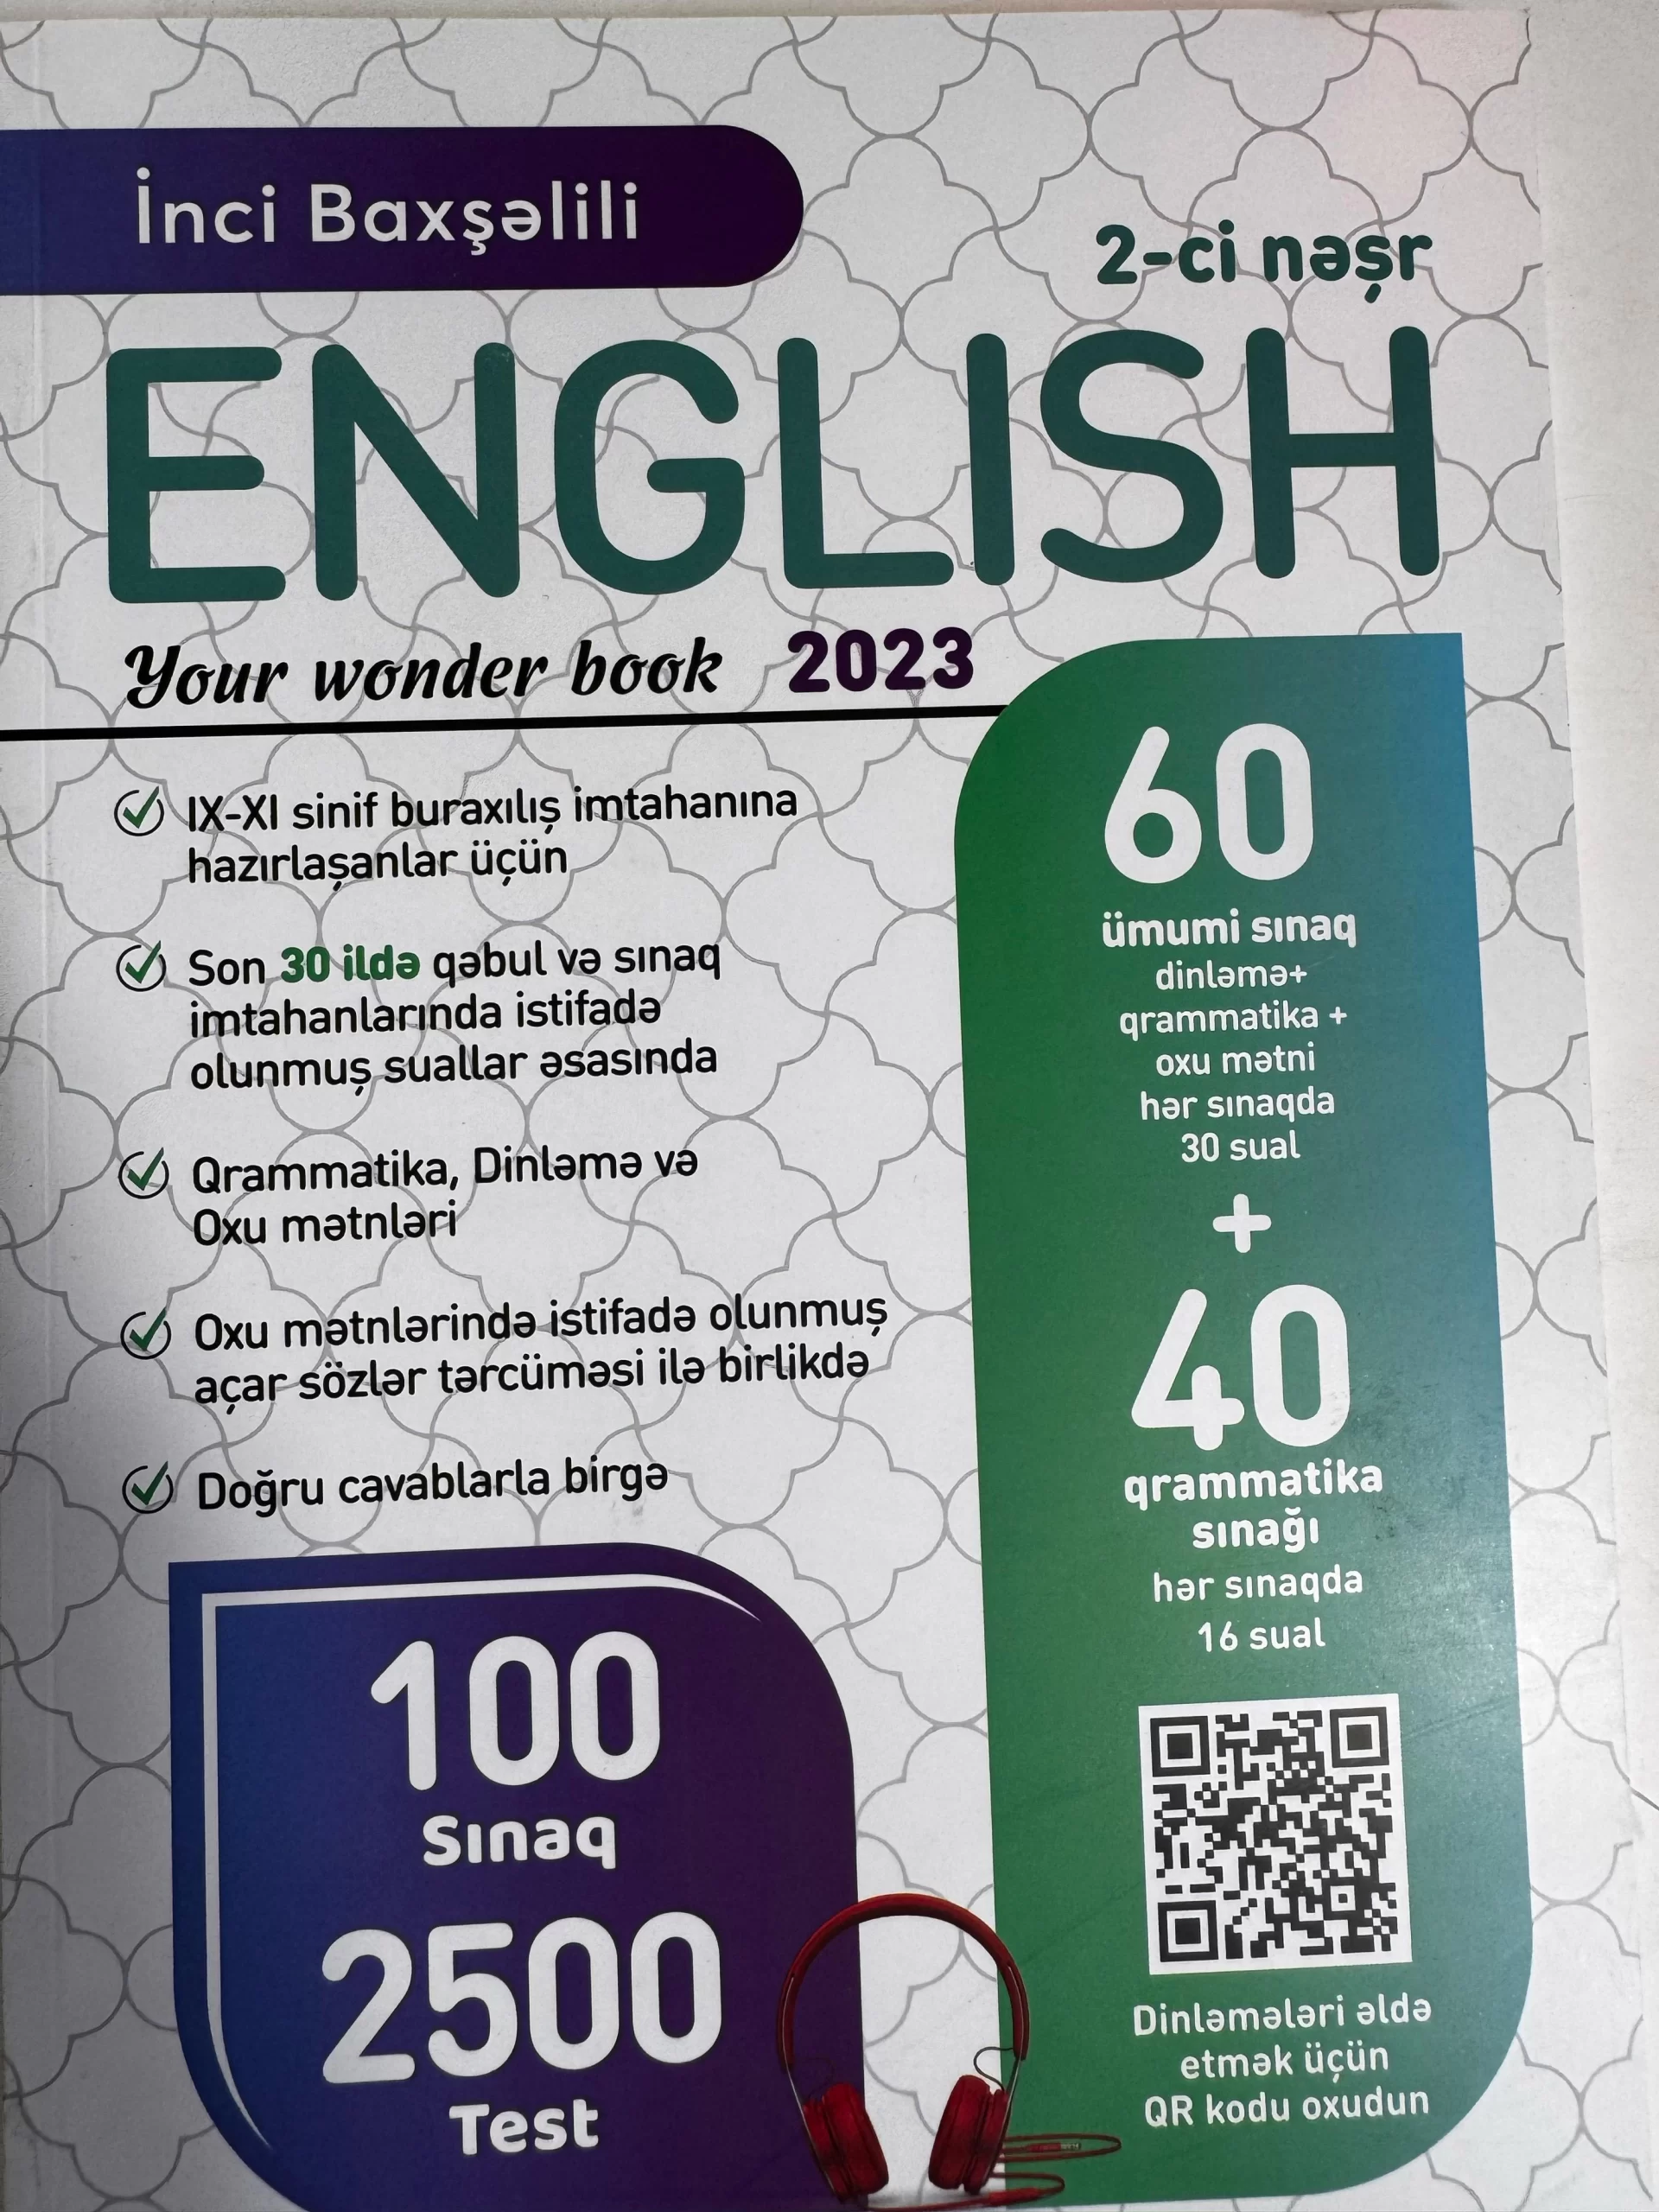 İnci Baxşəlili
2-ci nəşr
ENGLISH
Your wonder book 2023
IX-XI sinif buraxılış imtahanına
hazırlaşanlar üçün
Son 30 ildə qəbul və sınaq
imtahanlarında istifadə
olunmuş suallar əsasında
Qrammatika, Dinləmə və
Oxu mətnləri
Oxu mətnlərində istifadə olunmuş
açar sözlər tərcüməsi ilə birlikdə
Doğru cavablarla birgə
100
Sınaq
2500
Test
60
ümumi sınaq
dinləmə+
qrammatika +
oxu mətni
hər sınaqda
30 sual
+
40
qrammatika
sınağı
hər sınaqda
16 sual
Dinləmələri əldə
etmək üçün
QR kodu oxudun